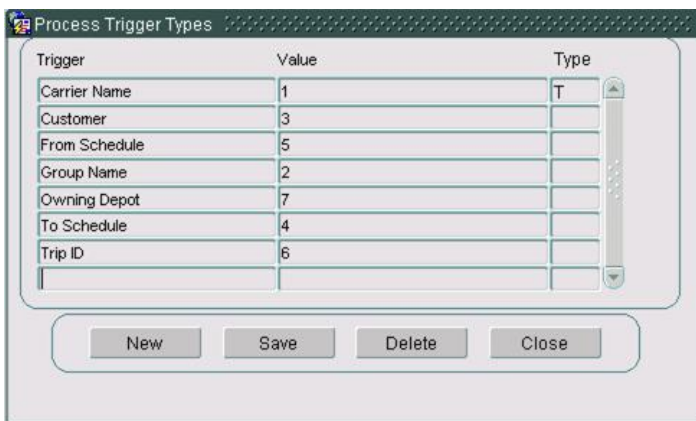 Process Trigger Types
Trigger Value Type
Carrier Name 1 T
Customer 3
From Schedule 5
Group Name 2
Owning Depot 7
To Schedule 4
Trip ID 6
New Save Delete Close